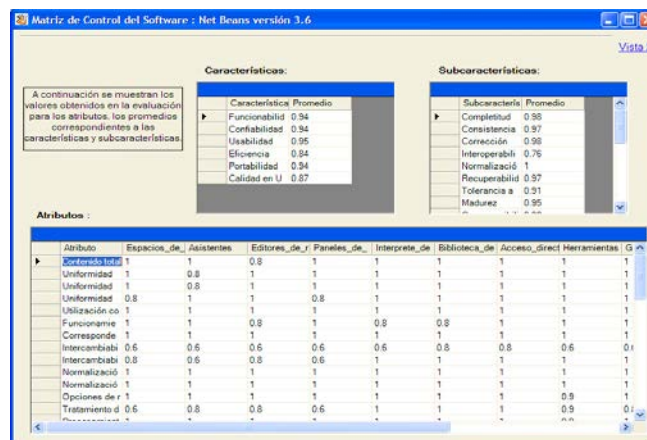 Matriz de Control del Software : Net Beans versión 3.6
Vista
A continuación se muestran los
valores obtenidos en la evaluación
para los atributos, los promedios
correspondientes a las
características y subcaracterísticas.
Características:
Característica Promedio
Funcionabilid 0.94
Confiabilidad 0.94
Usabilidad 0.95
Eficiencia 0.84
Portabilidad 0.94
Calidad en U 0.87
Subcaracterísticas:
Subcaracterís Promedio
Completitud 0.98
Consistencia 0.97
Corrección 0.98
Interoperabili 0.76
Normalizació 1
Recuperabilid 0.97
Tolerancia a 0.91
Madurez 0.95
Atributos :
Atributo Espacios_de_ Asistentes Editores_de_r Paneles_de_ Interprete_de Biblioteca_de Acceso_direct Herramientas G
Contenido total 1 1 0.8 1 1 1 1 1 1
Uniformidad 1 0.8 1 1 1 1 1 1 1
Uniformidad 1 0.8 1 1 1 1 1 1 1
Uniformidad 0.8 1 1 0.8 1 1 1 1 1
Utilización co 1 1 1 1 1 1 1 1 1
Funcionamie 1 1 0.8 1 0.8 0.8 1 1 1
Corresponde 1 1 1 1 1 1 1 1 1
Intercambiabi 0.6 0.6 0.6 0.6 0.6 0.8 0.8 0.6
Intercambiabi 0.8 0.6 0.8 0.6 1 1 1 1 1
Normalizació 1 1 1 1 1 1 1 1 1
Normalizació 1 1 1 1 1 1 1 1 1
Opciones de r 1 1 1 1 1 1 1 0.9 1
Tratamiento d 0.6 0.8 0.8 0.6 1 1 1 0.9